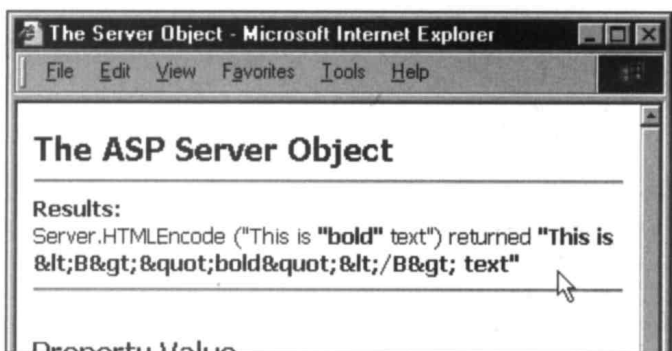 The Server Object - Microsoft Internet Explorer
File Edit View Favorites Tools Help
The ASP Server Object
Results:
Server.HTMLEncode ("This is "bold" text") returned "This is
&lt;B&gt;&quot;bold&quot;&lt;/B&gt; text"
Property Value